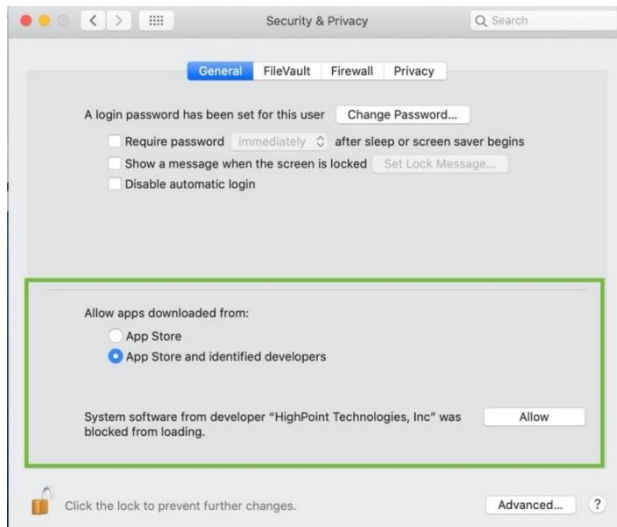 Security & Privacy
Search
General FileVault Firewall Privacy
A login password has been set for this user Change Password...
Require password immediately after sleep or screen saver begins
Show a message when the screen is locked Set Lock Message...
Disable automatic login
Allow apps downloaded from:
App Store
App Store and identified developers
System software from developer “HighPoint Technologies, Inc” was
blocked from loading.
Allow
Click the lock to prevent further changes.
Advanced... ?